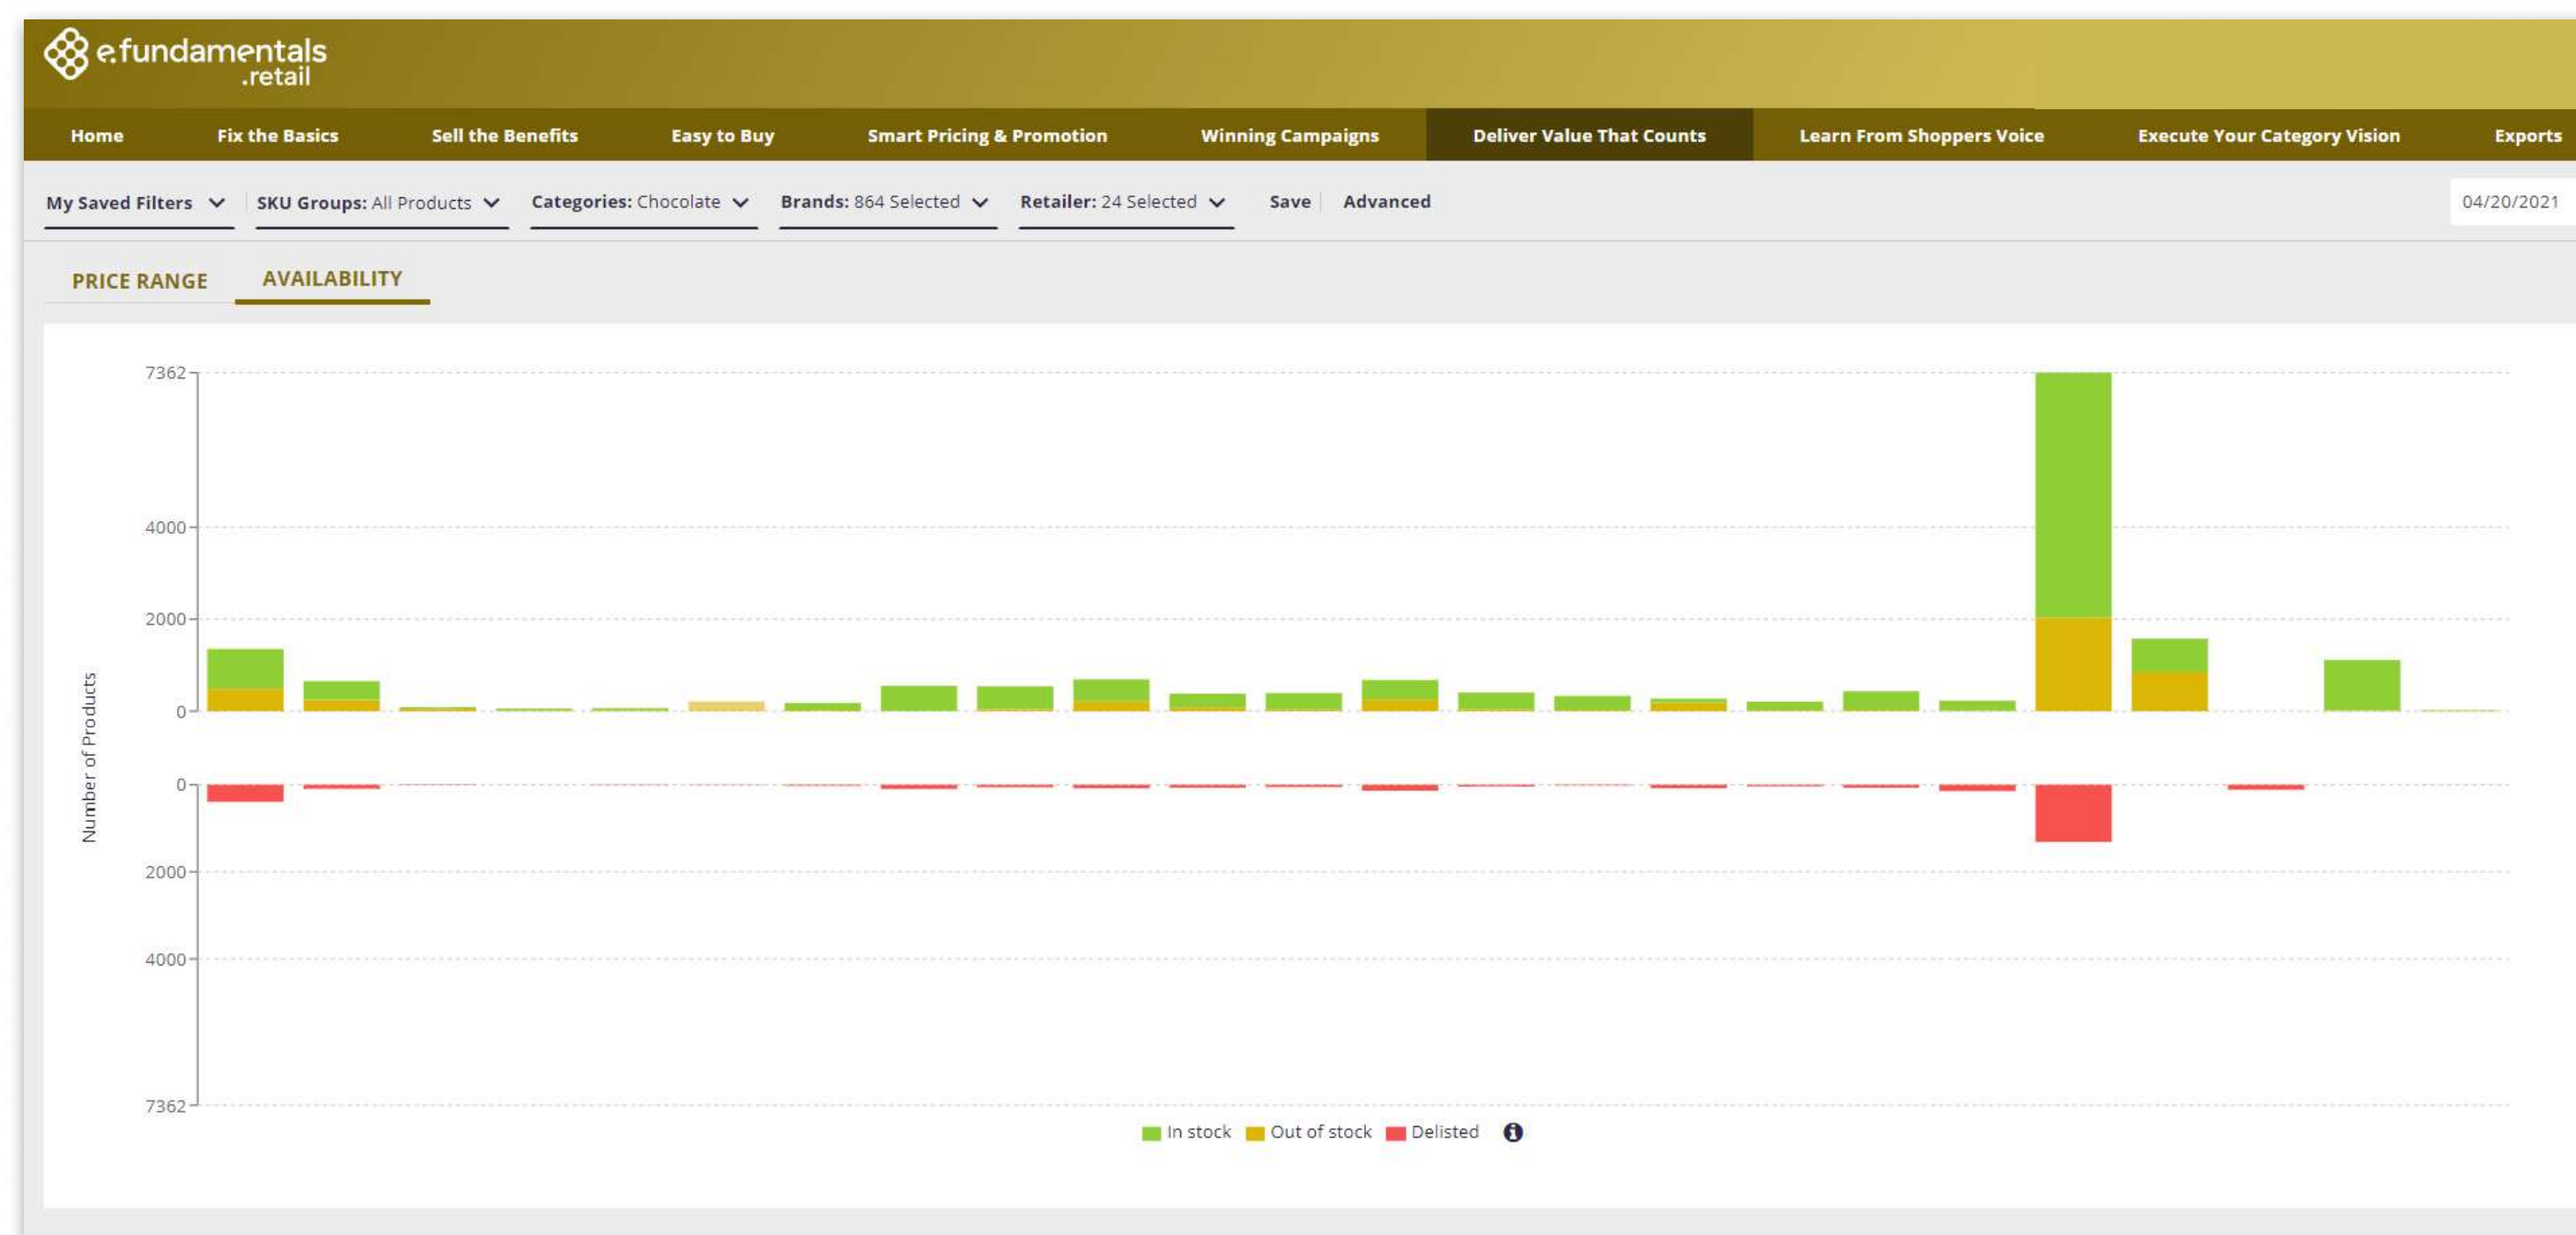 e.fundamentals
.retail
Home Fix the Basics Sell the Benefits Easy to Buy Smart Pricing & Promotion Winning Campaigns Deliver Value That Counts Learn From Shoppers Voice Execute Your Category Vision Exports
My Saved Filters SKU Groups: All Products Categories: Chocolate Brands: 864 Selected Retailer: 24 Selected Save Advanced 04/20/2021
PRICE RANGE AVAILABILITY
7362
4000
2000
0
Number of Products
0
2000
4000
7362
In stock Out of stock Delisted